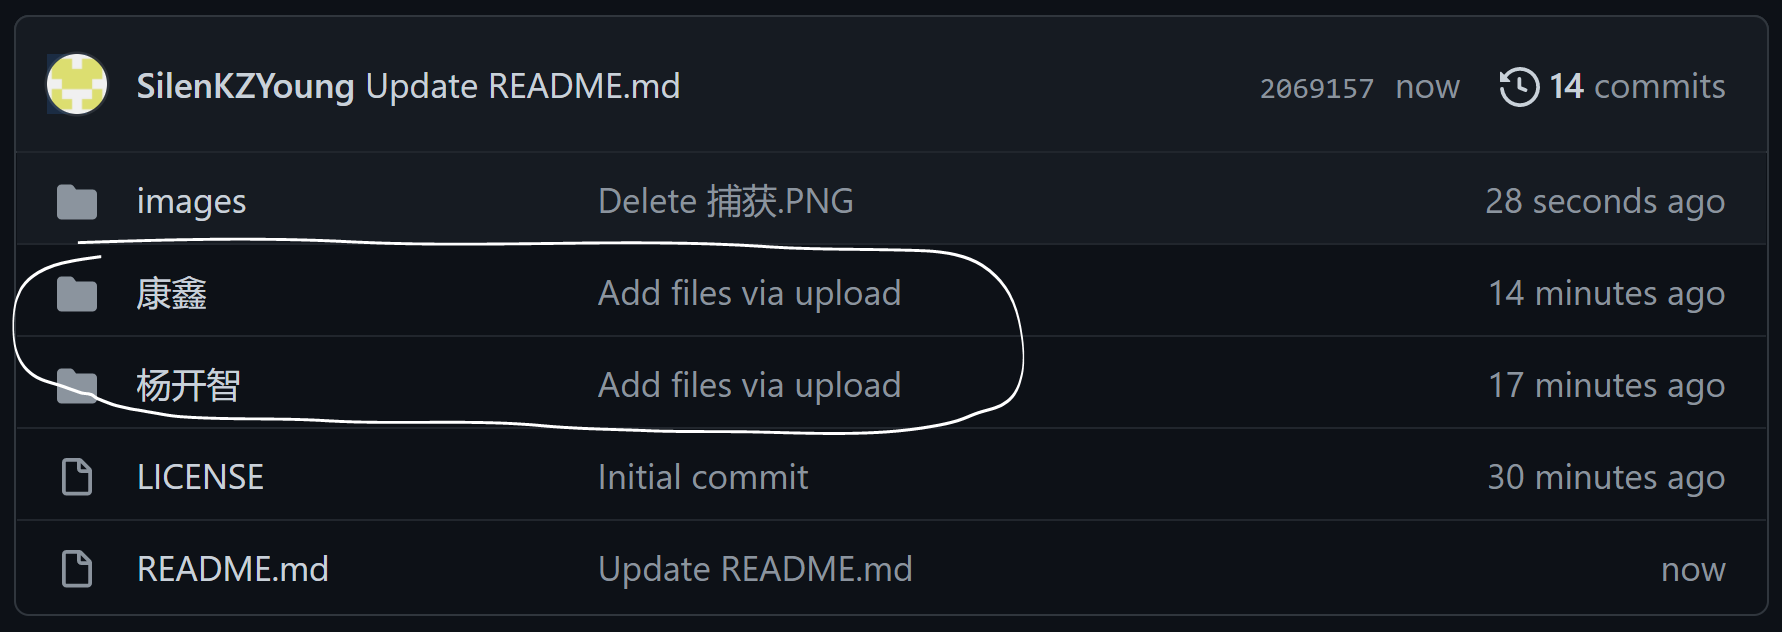 SilenKZYoung Update README.md 2069157 now 14 commits
images Delete 捕获.PNG 28 seconds ago
康鑫 Add files via upload 14 minutes ago
杨开智 Add files via upload 17 minutes ago
LICENSE Initial commit 30 minutes ago
README.md Update README.md now